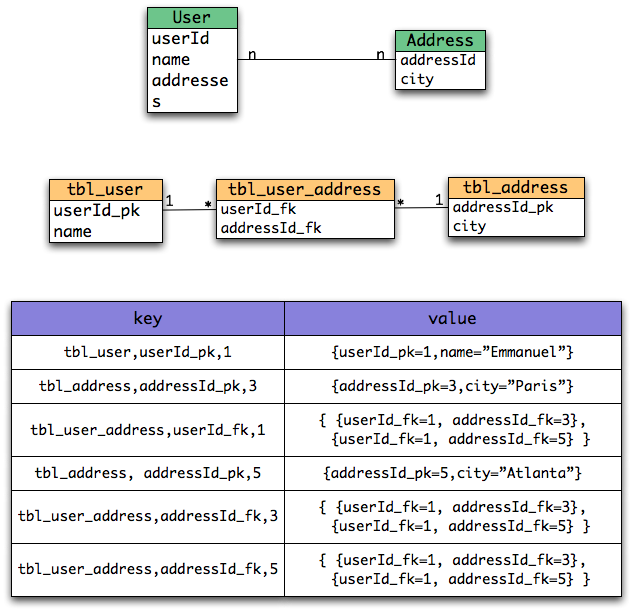 User
userId
name
addresse
s
n
n
Address
addressId
city
tbl_user
userId_pk
name
1
*
tbl_user_address
userId_fk
addressId_fk
*
1
tbl_address
addressId_pk
city
key value
tbl_user,userId_pk,1 {userId_pk=1,name=”Emmanuel”}
tbl_address,addressId_pk,3 {addressId_pk=3,city=”Paris”}
tbl_user_address,userId_fk,1 { {userId_fk=1, addressId_fk=3},
{userId_fk=1, addressId_fk=5} }
tbl_address, addressId_pk,5 {addressId_pk=5,city=”Atlanta”}
tbl_user_address,addressId_fk,3 { {userId_fk=1, addressId_fk=3},
{userId_fk=1, addressId_fk=5} }
tbl_user_address,addressId_fk,5 { {userId_fk=1, addressId_fk=3},
{userId_fk=1, addressId_fk=5} }